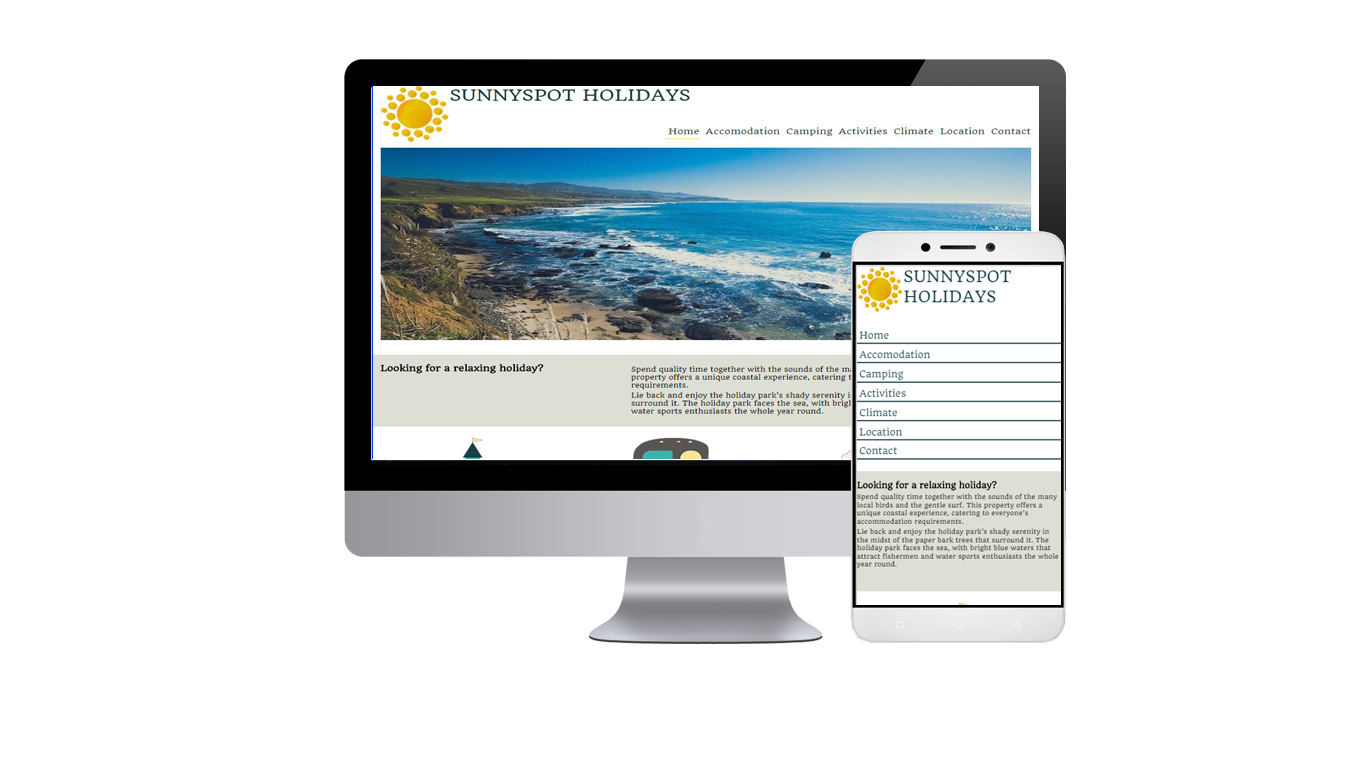 SUNNYSPOT HOLIDAYS
Home Accomodation Camping Activities Climate Location Contact
Looking for a relaxing holiday?
Spend quality time together with the sounds of the
property offers a unique coastal experience, catering
requirements.
Lie back and enjoy the holiday park's shady serenity
surround it. The holiday park faces the sea, with
water sports enthusiasts the whole year round.
SUNNYSPOT
HOLIDAYS
Home
Accomodation
Camping
Activities
Climate
Location
Contact
Looking for a relaxing holiday?
Spend quality time together with the sounds of the many
local birds and the gentle surf. This property offers a
unique coastal experience, catering to everyone's
accommodation requirements.
Lie back and enjoy the holiday park's shady serenity in
the midst of the paper bark trees that surround it. The
holiday park faces the sea, with bright blue waters that
attract fishermen and water sports enthusiasts the whole
year round.